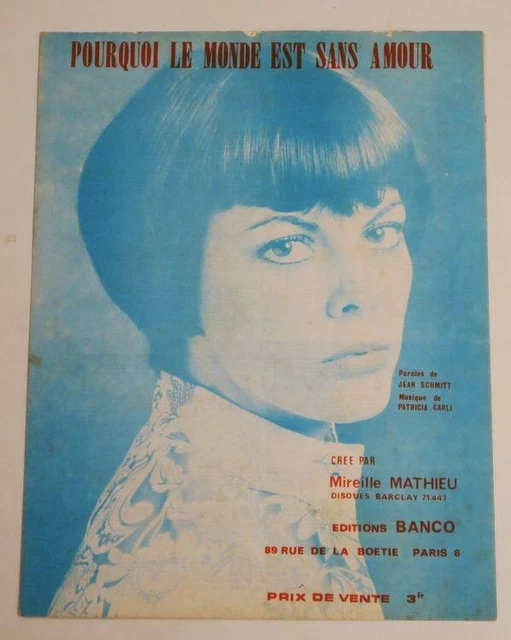 POURQUOI LE MONDE EST SANS AMOUR
Paroles de
JEAN SCHMITT
Musique de
PATRICIA CARLI
CREE PAR
Mireille MATHIEU
DISQUES BARCLAY 71.447
EDITIONS BANCO
89 RUE DE LA BOETIE PARIS 8
PRIX DE VENTE 3Fr